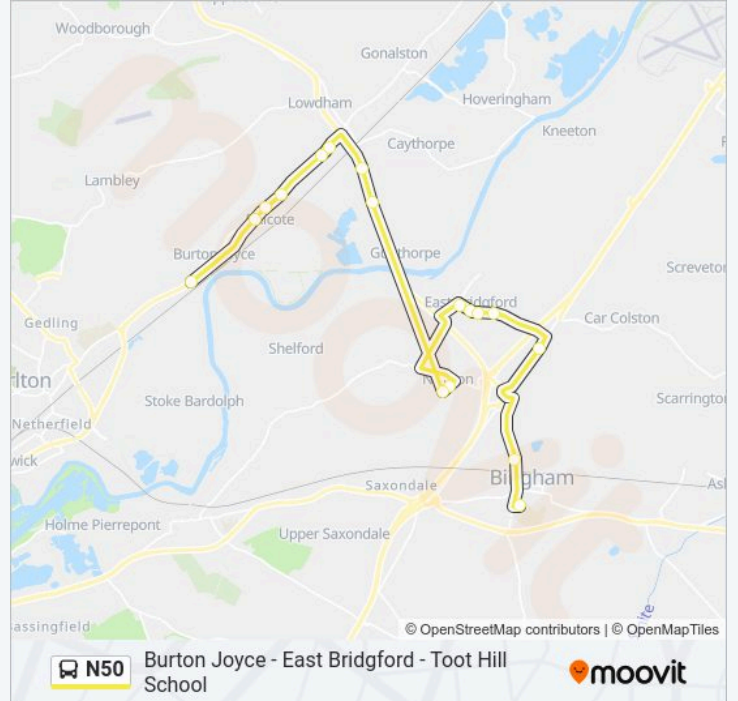 Woodborough
Gonalston
Lowdham
Hoveringham
Kneeton
Caythorpe
Lambley
Burton Joyce
Screveton
East Bridgford
Car Colston
Gedling
Shelford
Stoke Bardolph
Scarrington
Netherfield
wick
Bingham
Saxondale
Holme Pierrepont
Upper Saxondale
assingfield
© OpenStreetMap contributors | © OpenMapTiles
N50
Burton Joyce - East Bridgford - Toot Hill
School
moovit